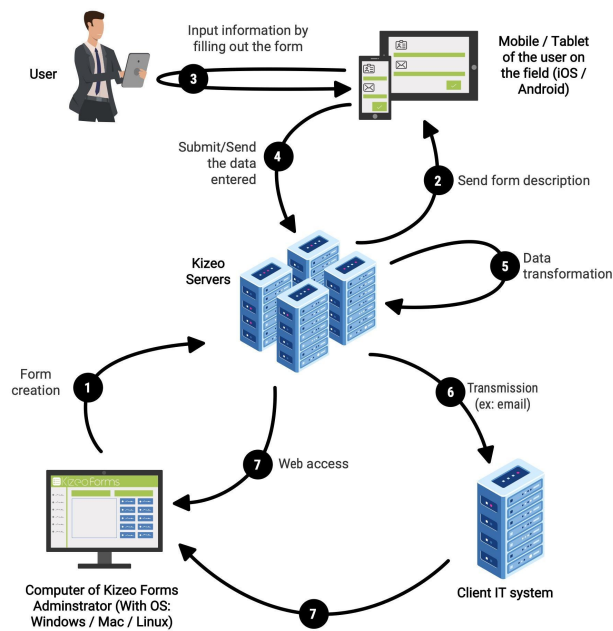 Input information by
filling out the form
User
3
Mobile / Tablet
of the user on
the field (iOS /
Android)
Submit/Send
the data
entered
4
2
Send form description
Kizeo
Servers
5
Data
transformation
Form
creation
1
6
Transmission
(ex: email)
7
Web access
KizeoForms
Computer of Kizeo Forms
Adminstrator (With OS:
Windows / Mac / Linux)
7
Client IT system